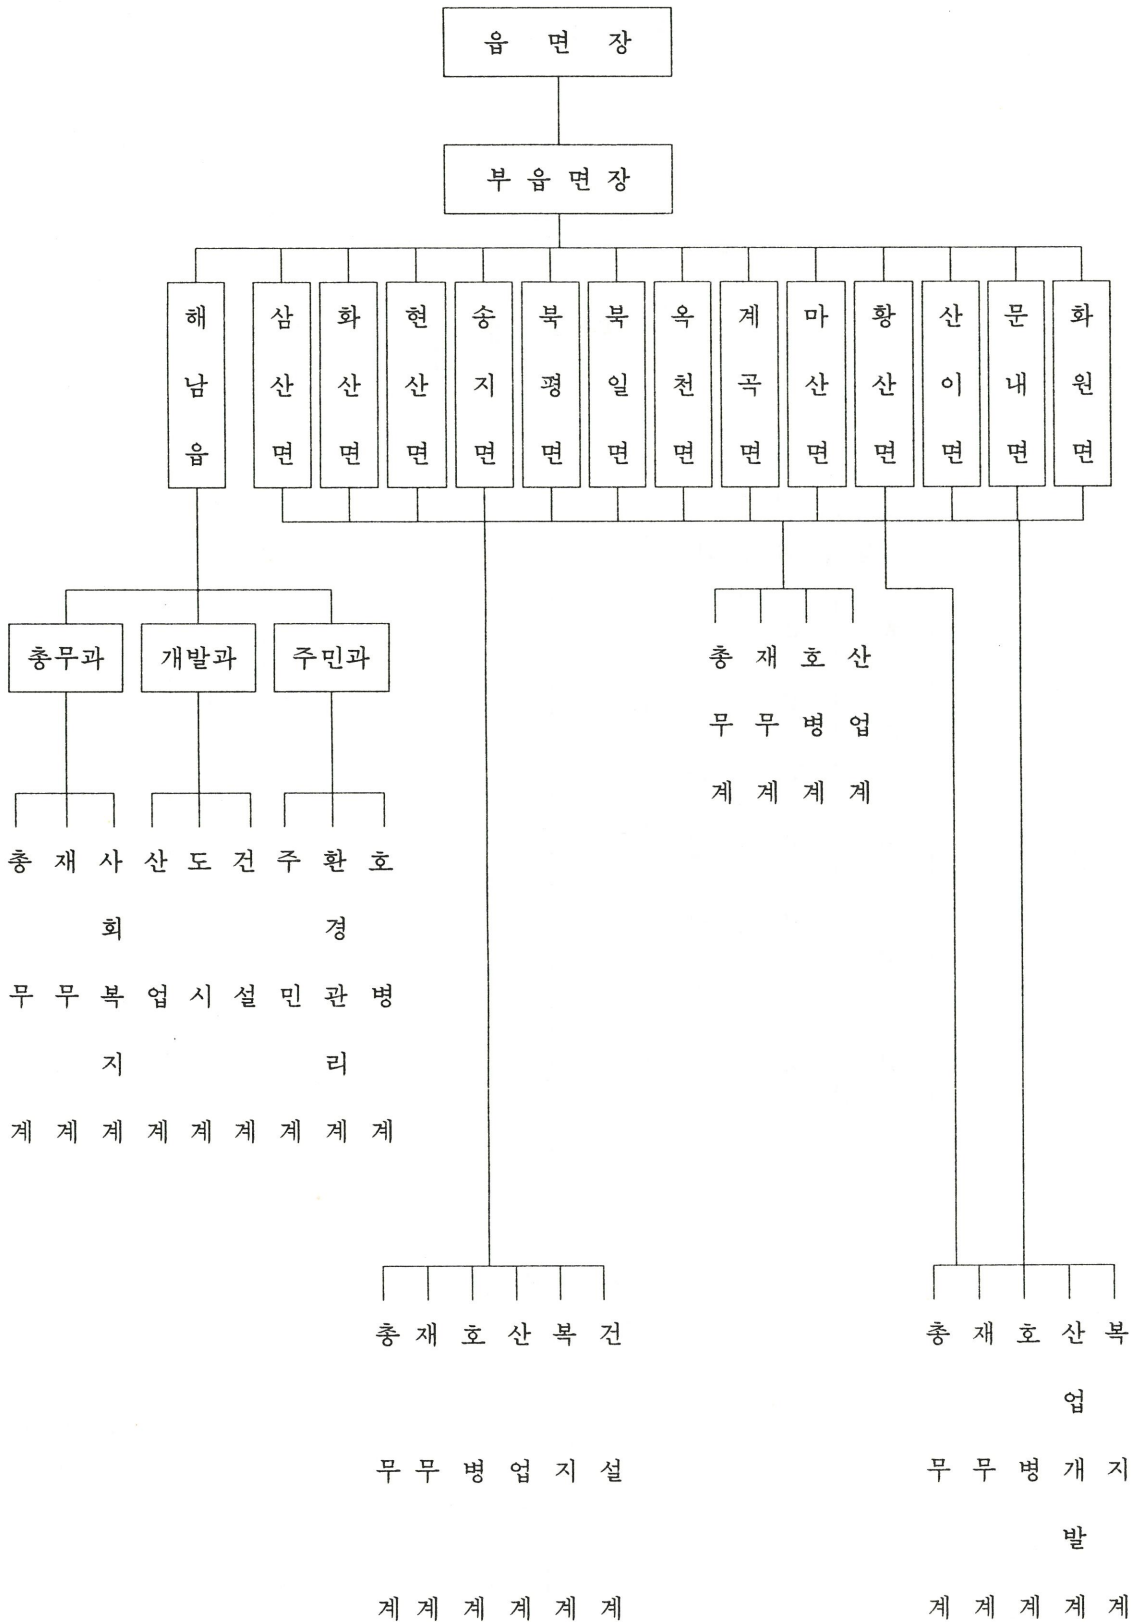 읍 면 장
부 읍 면 장
해남읍
삼산면
화산면
현산면
송지면
북평면
북일면
옥천면
계곡면
마산면
황산면
산이면
문내면
화원면
총무과
개발과
주민과
총무계
재무계
호병계
산업계
총무계
재무계
사회복지계
산업계
도시계
건설계
주민계
환경관리계
호병계
총무계
재무계
호병계
산업계
복지계
건설계
총무계
재무계
호병계
산업개발계
복지계